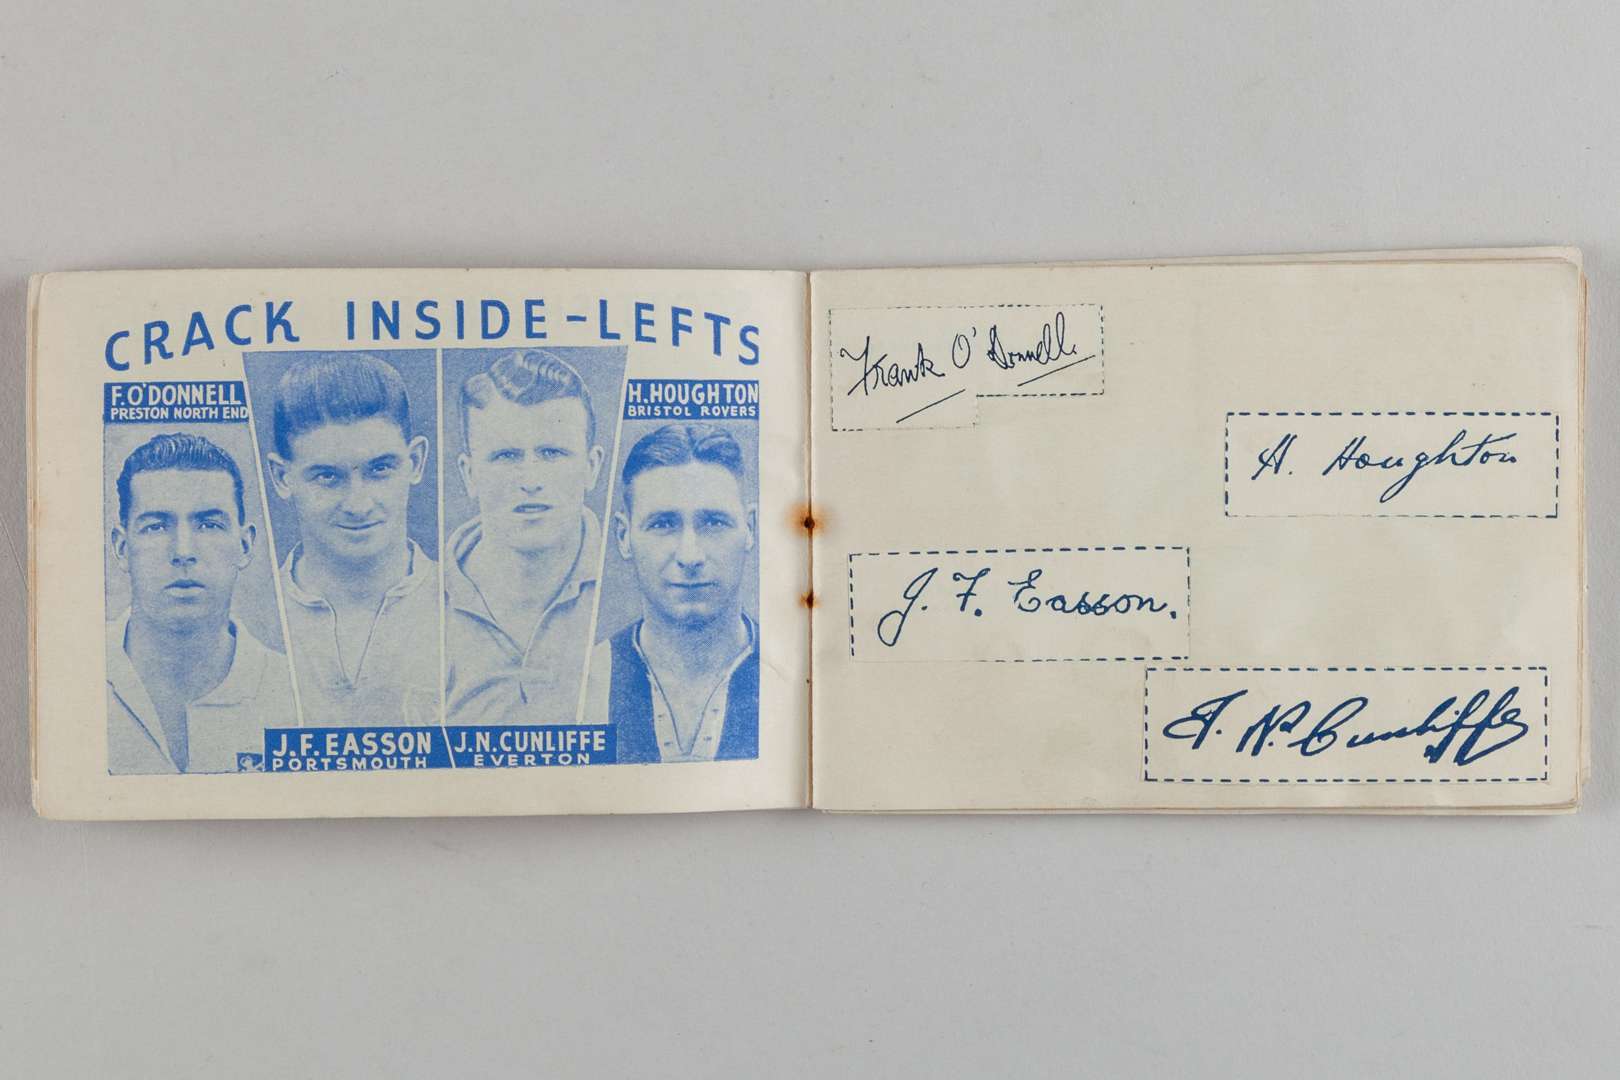 CRACK INSIDE-LEFTS
F. O'DONNELL
PRESTON NORTH END
H. HOUGHTON
BRISTOL ROVERS
J.F. EASSON
PORTSMOUTH
J.N. CUNLIFFE
EVERTON
Frank O'Donnell.
H. Houghton
J. F. Easson.
J. N. Cunliffe